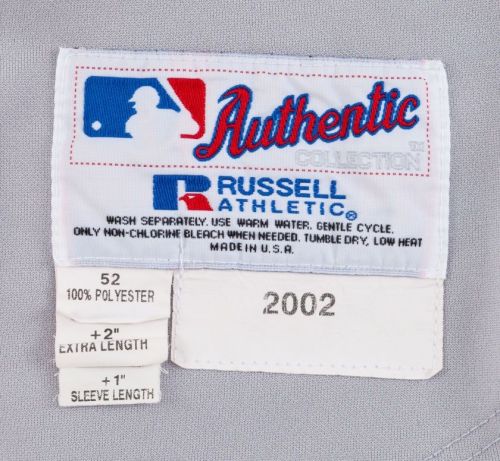 Authentic
COLLECTION™
RUSSELL
ATHLETIC®
WASH SEPARATELY. USE WARM WATER. GENTLE CYCLE.
ONLY NON-CHLORINE BLEACH WHEN NEEDED. TUMBLE DRY, LOW HEAT
MADE IN U.S.A.
52
100% POLYESTER
2002
+2"
EXTRA LENGTH
+1"
SLEEVE LENGTH